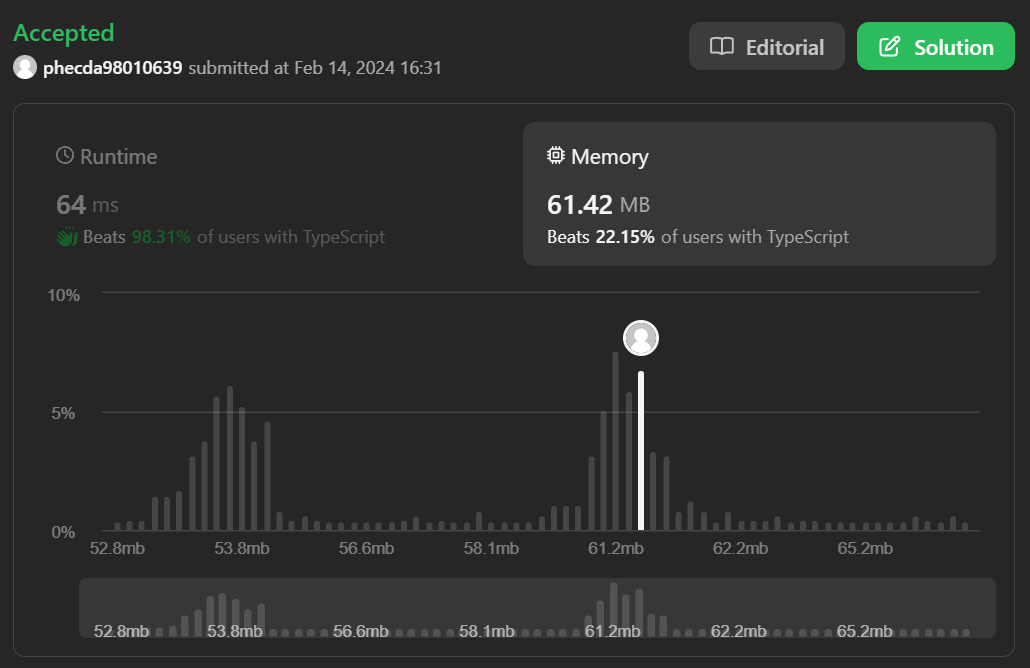 Accepted
Editorial
Solution
phecda98010639 submitted at Feb 14, 2024 16:31
Runtime
64 ms
Beats 98.31% of users with TypeScript
Memory
61.42 MB
Beats 22.15% of users with TypeScript
10%
5%
0%
52.8mb 53.8mb 56.6mb 58.1mb 61.2mb 62.2mb 65.2mb
52.8mb 53.8mb 56.6mb 58.1mb 61.2mb 62.2mb 65.2mb